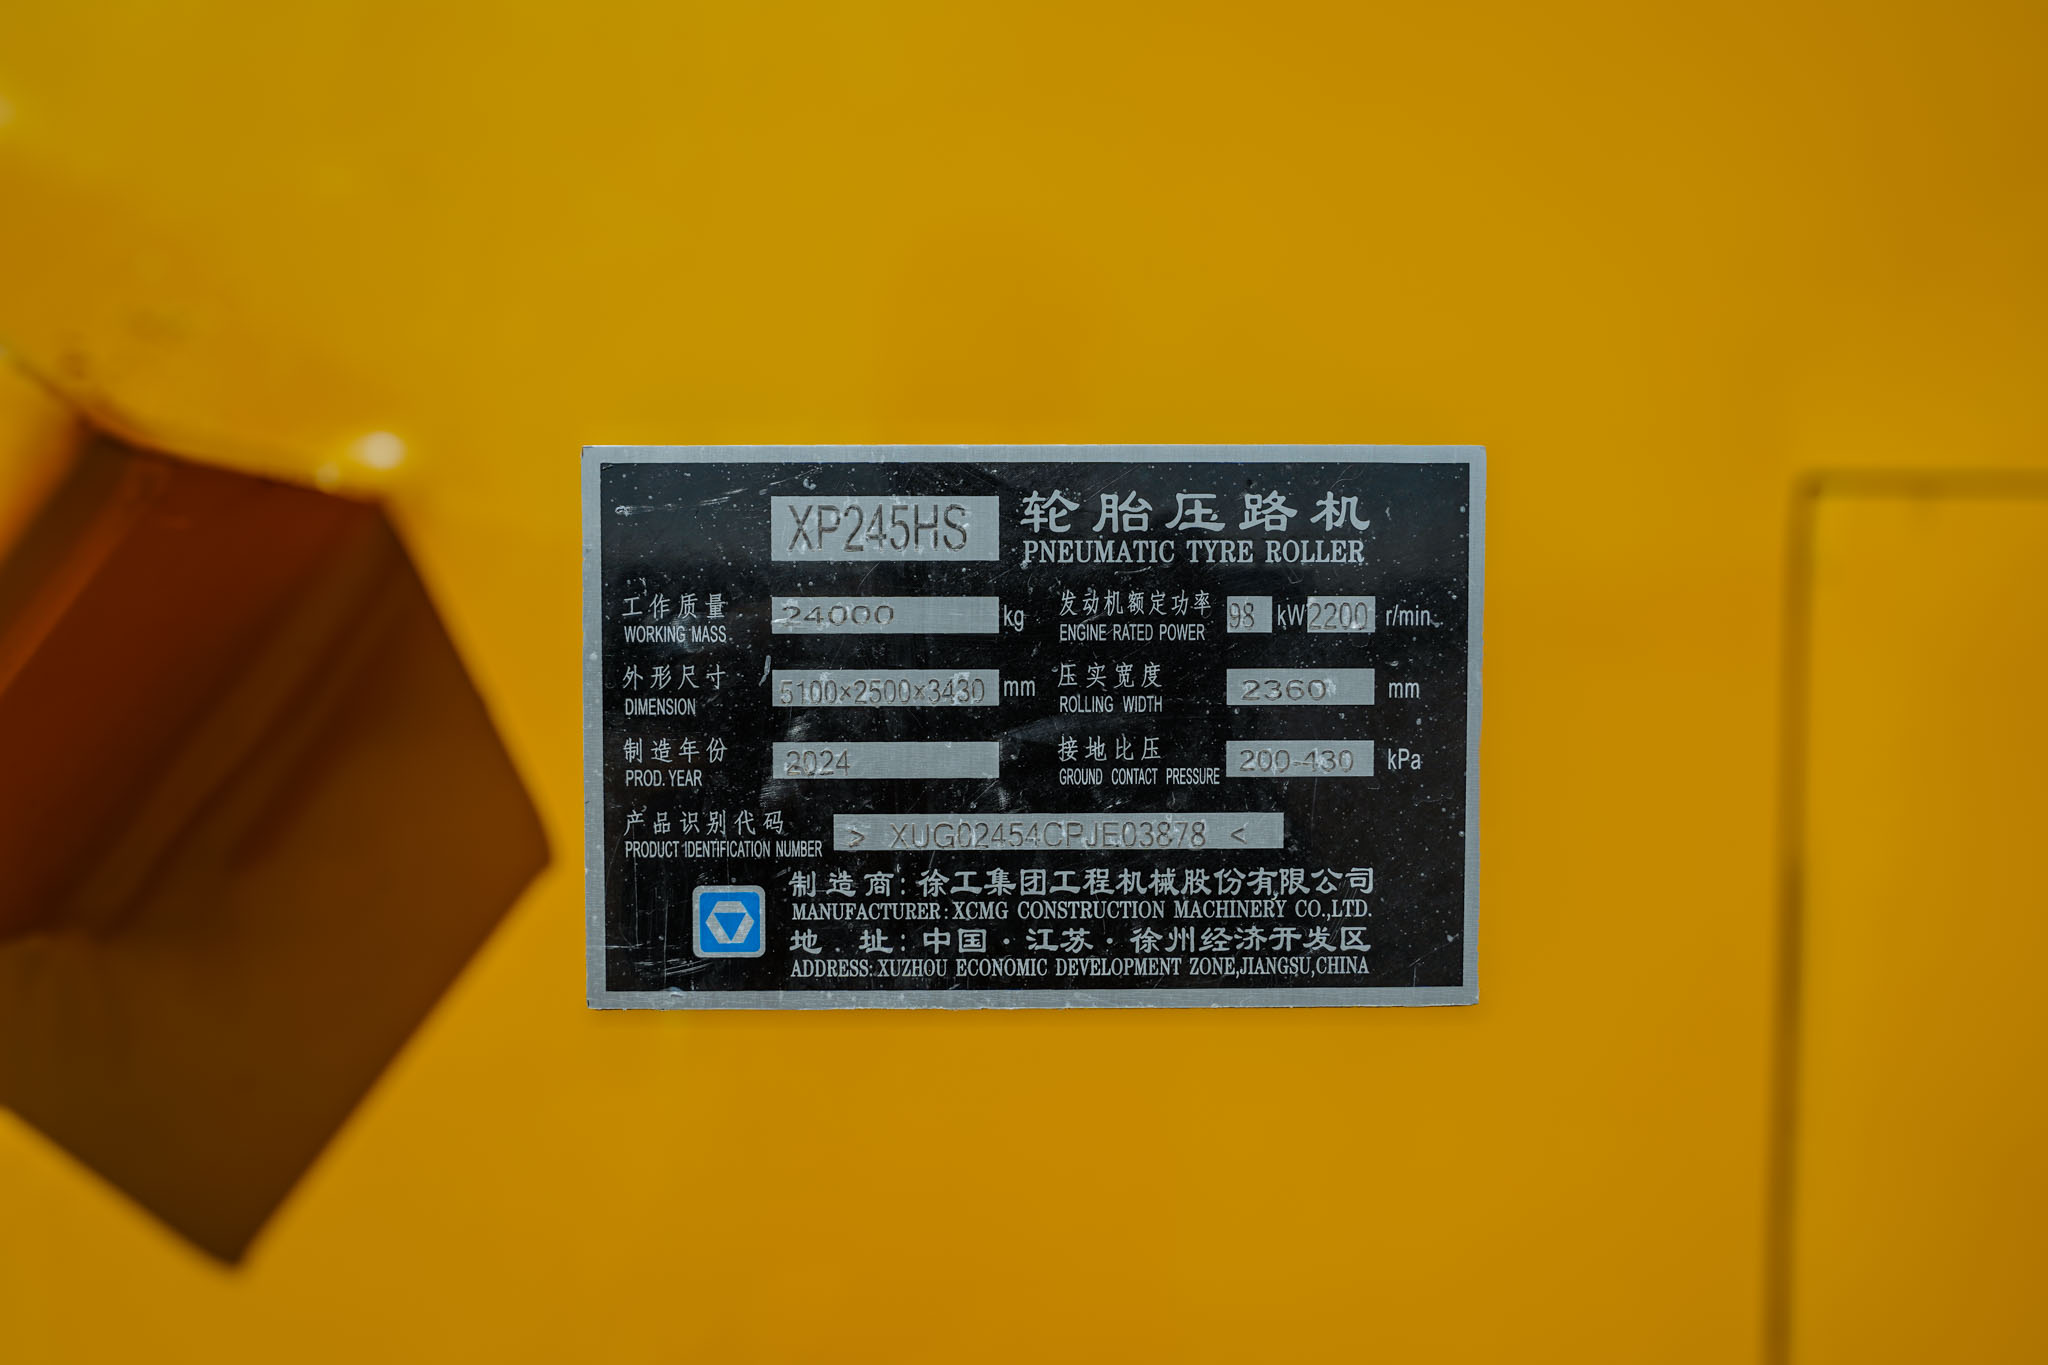 XP245HS 轮胎压路机
PNEUMATIC TYRE ROLLER
工作质量 24000 kg 发动机额定功率 98 kW 2200 r/min
WORKING MASS ENGINE RATED POWER
外形尺寸 5100×2500×3430 mm 压实宽度 2360 mm
DIMENSION ROLLING WIDTH
制造年份 2024 接地比压 200-430 kPa
PROD. YEAR GROUND CONTACT PRESSURE
产品识别代码 > XUG02454CPJE03878 <
PRODUCT IDENTIFICATION NUMBER
制造商: 徐工集团工程机械股份有限公司
MANUFACTURER: XCMG CONSTRUCTION MACHINERY CO.,LTD.
地 址: 中国·江苏·徐州经济开发区
ADDRESS: XUZHOU ECONOMIC DEVELOPMENT ZONE,JIANGSU,CHINA